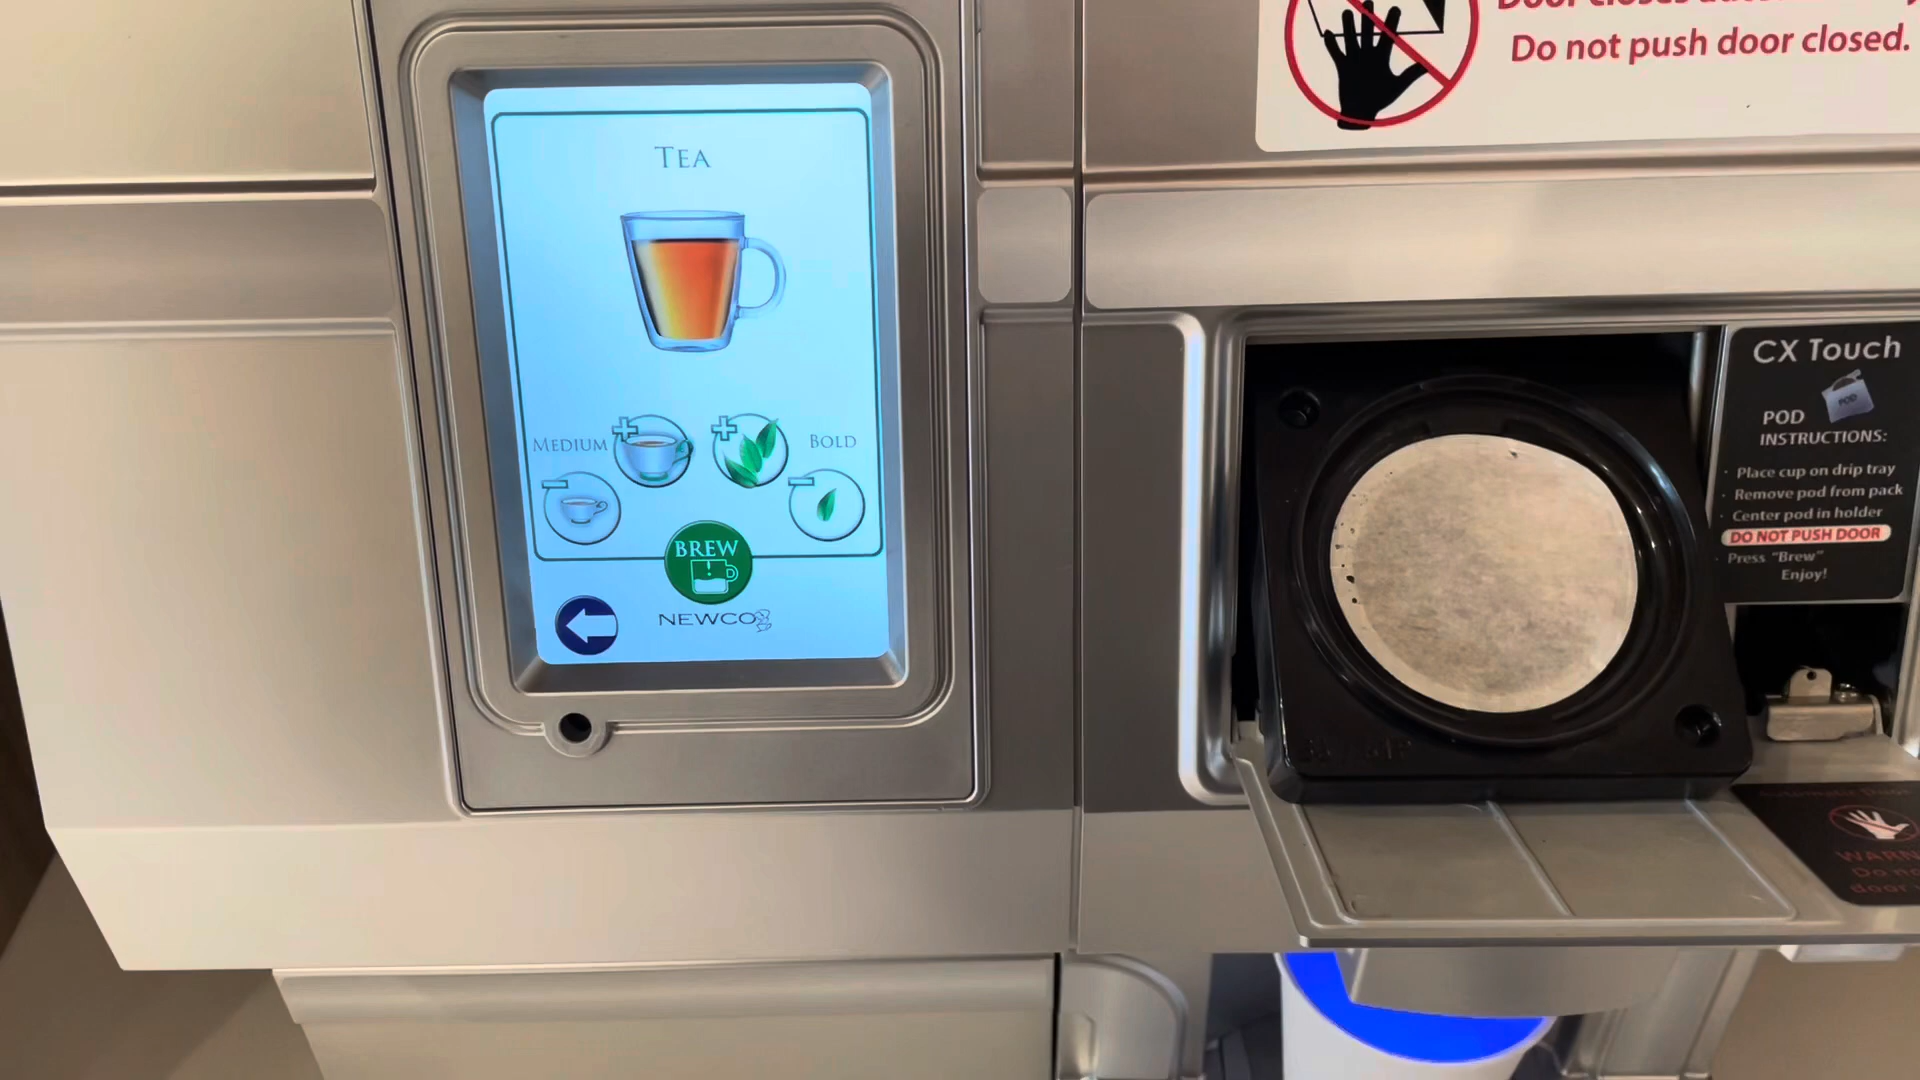 TEA
MEDIUM
BOLD
BREW
NEWCO
Do not push door closed.
CX Touch
POD
POD
INSTRUCTIONS:
· Place cup on drip tray
· Remove pod from pack
· Center pod in holder
DO NOT PUSH DOOR
· Press "Brew"
Enjoy!